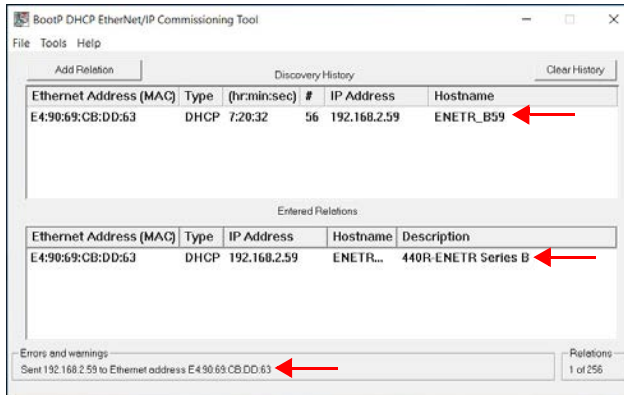 BootP DHCP EtherNet/IP Commissioning Tool
File Tools Help
Add Relation Discovery History Clear History
Ethernet Address (MAC) Type (hr:min:sec) # IP Address Hostname
E4:90:69:CB:DD:63 DHCP 7:20:32 56 192.168.2.59 ENETR_B59
Entered Relations
Ethernet Address (MAC) Type IP Address Hostname Description
E4:90:69:CB:DD:63 DHCP 192.168.2.59 ENETR... 440R-ENETR Series B
Errors and warnings Relations
Sent 192.168.2.59 to Ethernet address E4:90:69:CB:DD:63 1 of 256